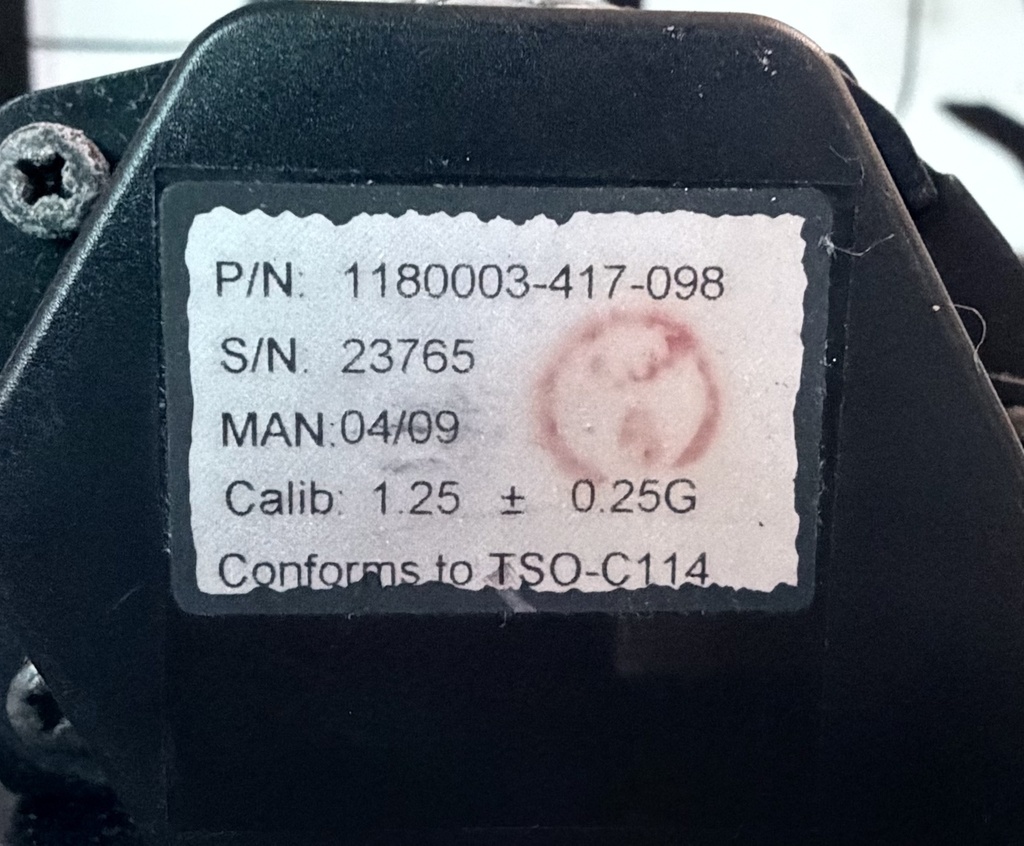 P/N: 1180003-417-098
S/N: 23765
MAN:04/09
Calib: 1.25 ± 0.25G
Conforms to TSO-C114